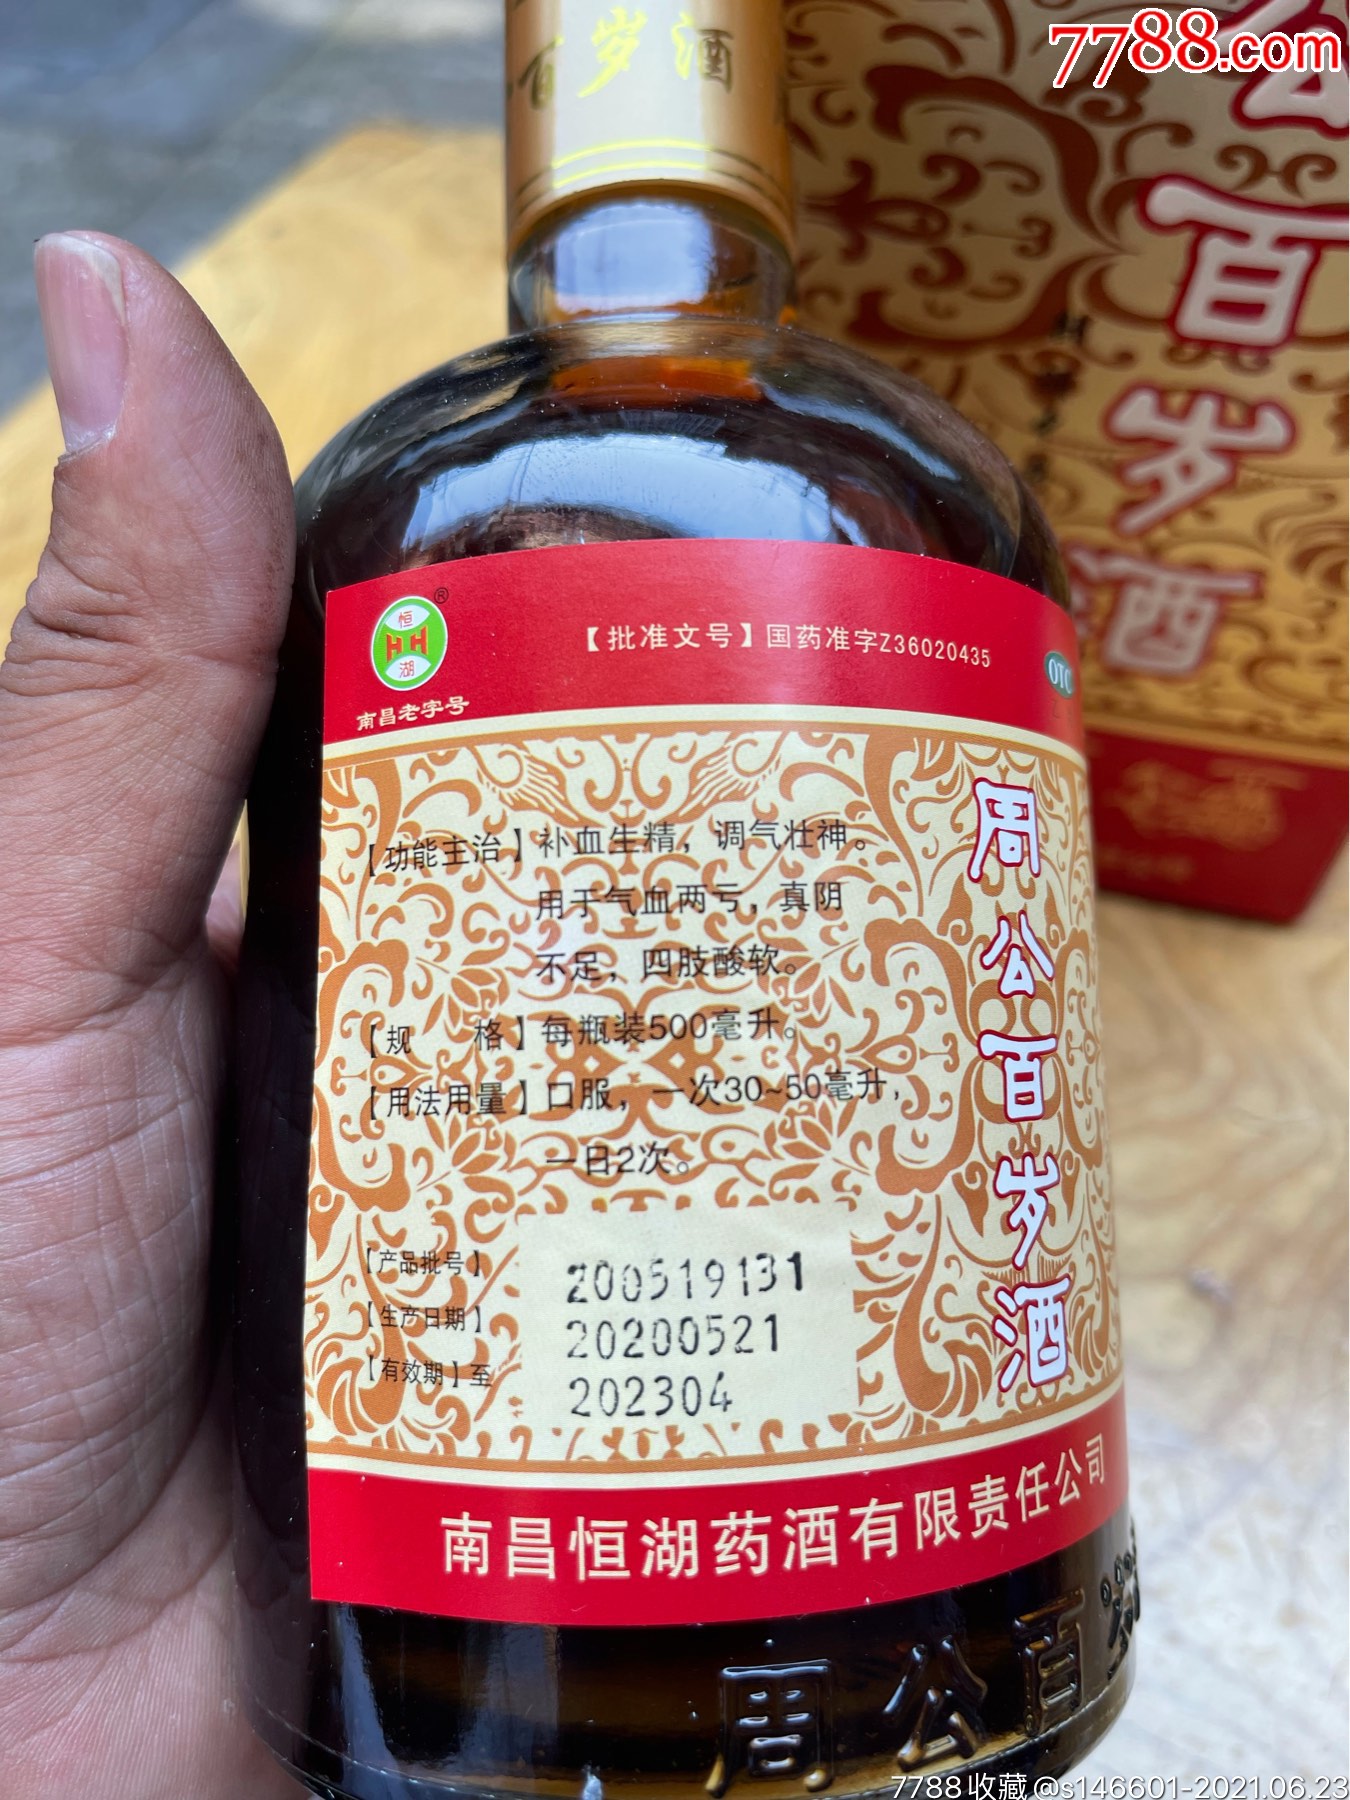 7788.com
百岁酒
公百岁酒
恒
HH
湖
®
南昌老字号
【批准文号】国药准字Z36020435
OTC
【功能主治】补血生精，调气壮神。
用于气血两亏，真阴
不足，四肢酸软。
【规　格】每瓶装500毫升。
【用法用量】口服，一次30~50毫升，
一日2次。
周公百岁酒
【产品批号】200519131
【生产日期】20200521
【有效期】至 202304
南昌恒湖药酒有限责任公司
周公百
7788收藏@s146601-2021.06.23